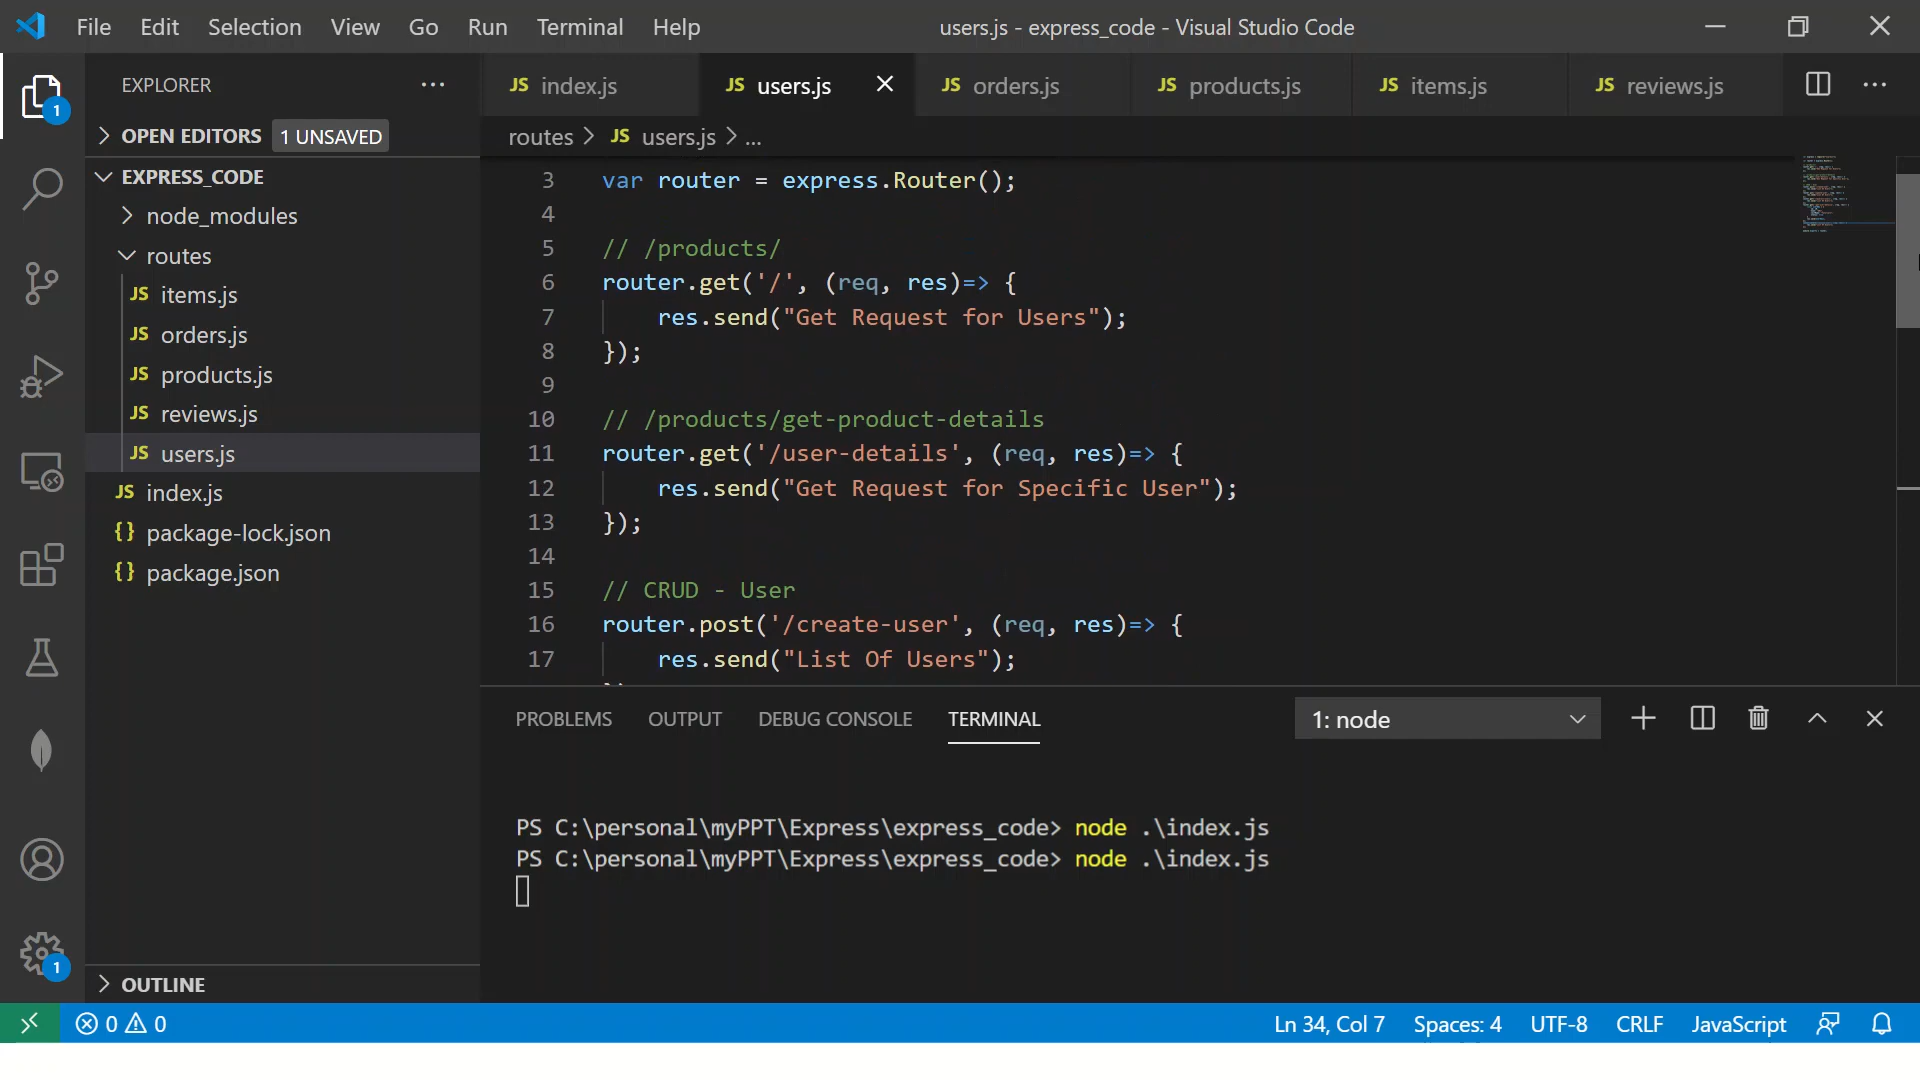 File Edit Selection View Go Run Terminal Help users.js - express_code - Visual Studio Code
EXPLORER ···
JS index.js JS users.js JS orders.js JS products.js JS items.js JS reviews.js ···
1
OPEN EDITORS 1 UNSAVED
routes > JS users.js > ...
EXPRESS_CODE
node_modules
routes
JS items.js
JS orders.js
JS products.js
JS reviews.js
JS users.js
JS index.js
{} package-lock.json
{} package.json
3 var router = express.Router();
4
5 // /products/
6 router.get('/', (req, res)=> {
7 res.send("Get Request for Users");
8 });
9
10 // /products/get-product-details
11 router.get('/user-details', (req, res)=> {
12 res.send("Get Request for Specific User");
13 });
14
15 // CRUD - User
16 router.post('/create-user', (req, res)=> {
17 res.send("List Of Users");
PROBLEMS OUTPUT DEBUG CONSOLE TERMINAL 1: node
PS C:\personal\myPPT\Express\express_code> node .\index.js
PS C:\personal\myPPT\Express\express_code> node .\index.js
1
OUTLINE
0 0 Ln 34, Col 7 Spaces: 4 UTF-8 CRLF JavaScript